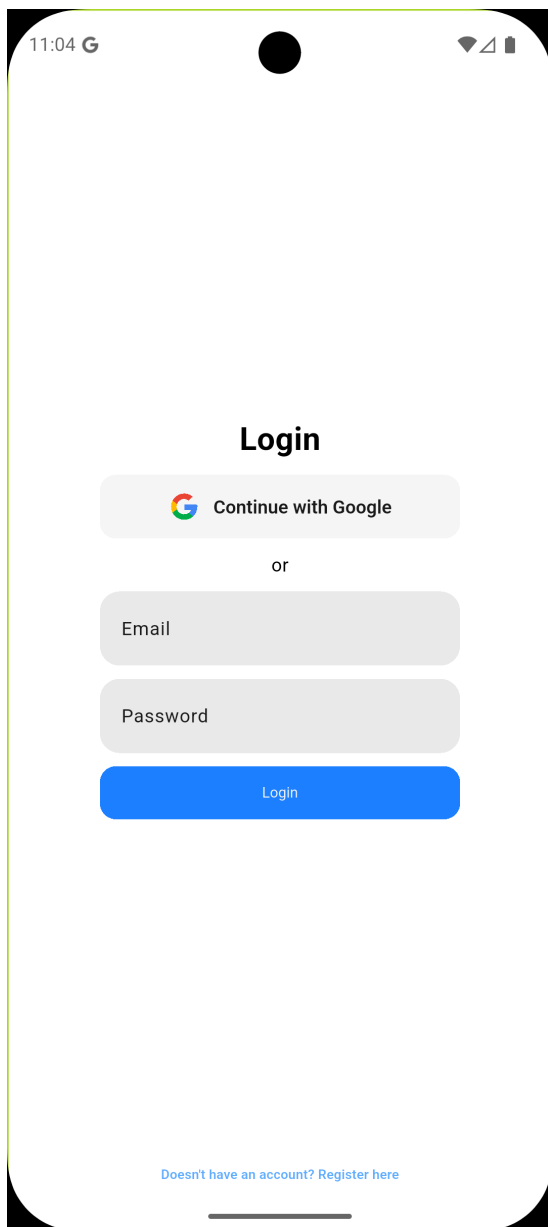 11:04
Login
Continue with Google
or
Email
Password
Login
Doesn't have an account? Register here